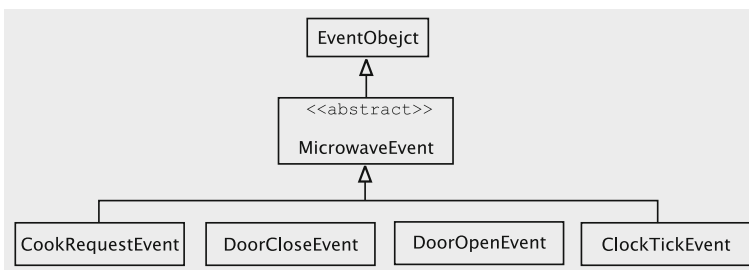 EventObejct
<<abstract>>
MicrowaveEvent
CookRequestEvent
DoorCloseEvent
DoorOpenEvent
ClockTickEvent